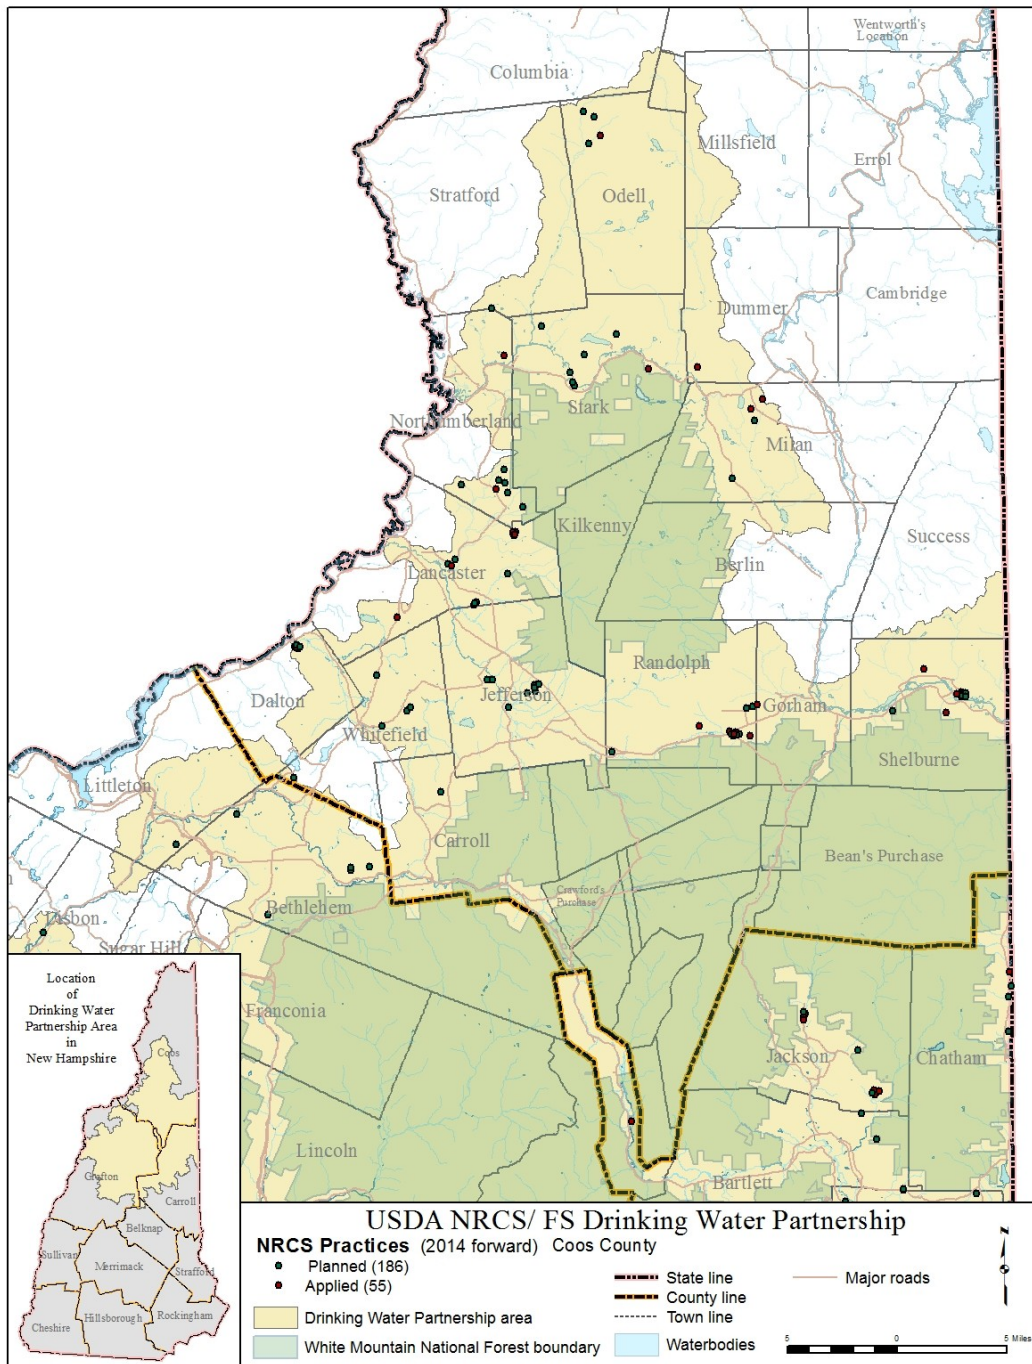 Wentworth's
Location
Columbia
Millsfield
Errol
Stratford
Odell
Cambridge
Dummer
Stark
Northumberland
Milan
Kilkenny
Success
Berlin
Lancaster
Randolph
Dalton
Jefferson
Gorham
Whitefield
Shelburne
Littleton
Carroll
Bean's Purchase
Crawford's
Purchase
Bethlehem
Lisbon
Sugar Hill
Franconia
Jackson
Chatham
Lincoln
Bartlett
Location
of
Drinking Water
Partnership Area
in
New Hampshire
Coos
Grafton
Carroll
Belknap
Sullivan
Merrimack
Strafford
Hillsborough
Rockingham
Cheshire
USDA NRCS/ FS Drinking Water Partnership
NRCS Practices (2014 forward) Coos County
Planned (186)
Applied (55)
Drinking Water Partnership area
White Mountain National Forest boundary
State line
County line
Town line
Waterbodies
Major roads
N
5 0 5 Miles